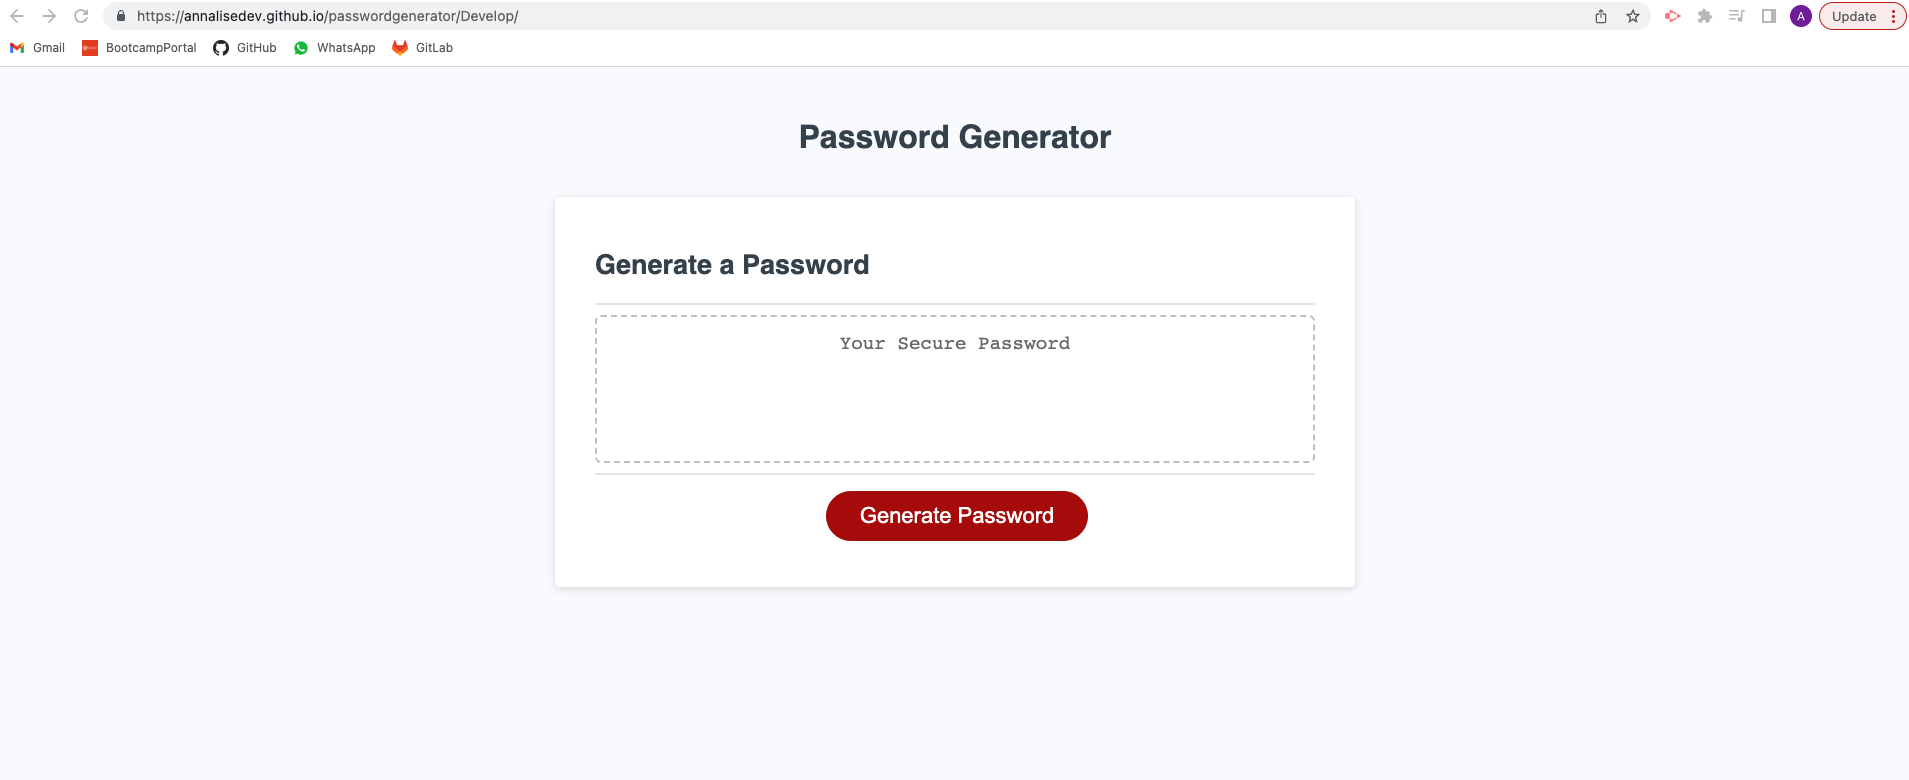 https://annalisedev.github.io/passwordgenerator/Develop/
A
Update
Gmail BootcampPortal GitHub WhatsApp GitLab
Password Generator
Generate a Password
Your Secure Password
Generate Password